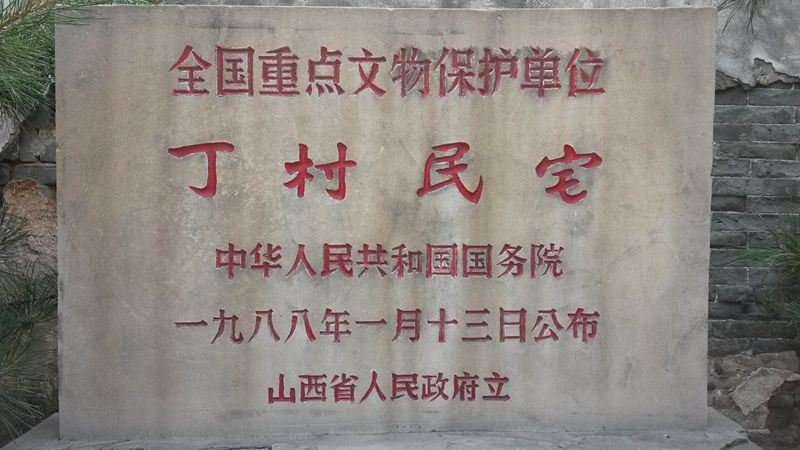 全国重点文物保护单位
丁村民宅
中华人民共和国国务院
一九八八年一月十三日公布
山西省人民政府立